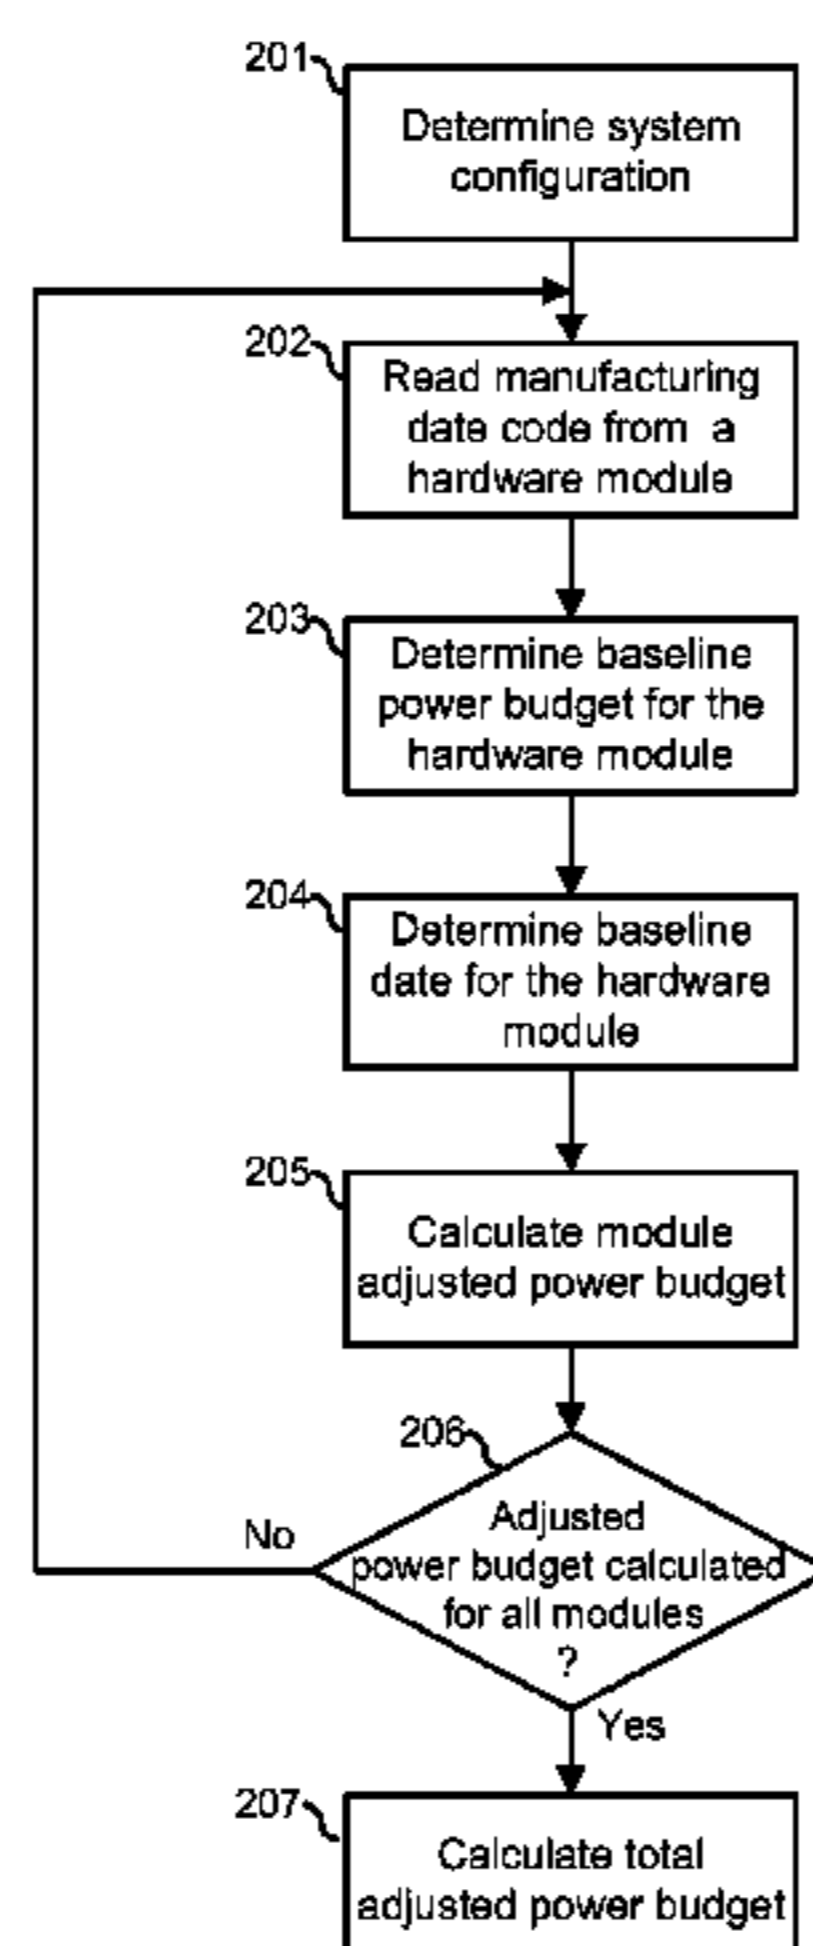 201
Determine system
configuration
202
Read manufacturing
date code from a
hardware module
203
Determine baseline
power budget for the
hardware module
204
Determine baseline
date for the hardware
module
205
Calculate module
adjusted power budget
206
No
Adjusted
power budget calculated
for all modules
?
Yes
207
Calculate total
adjusted power budget